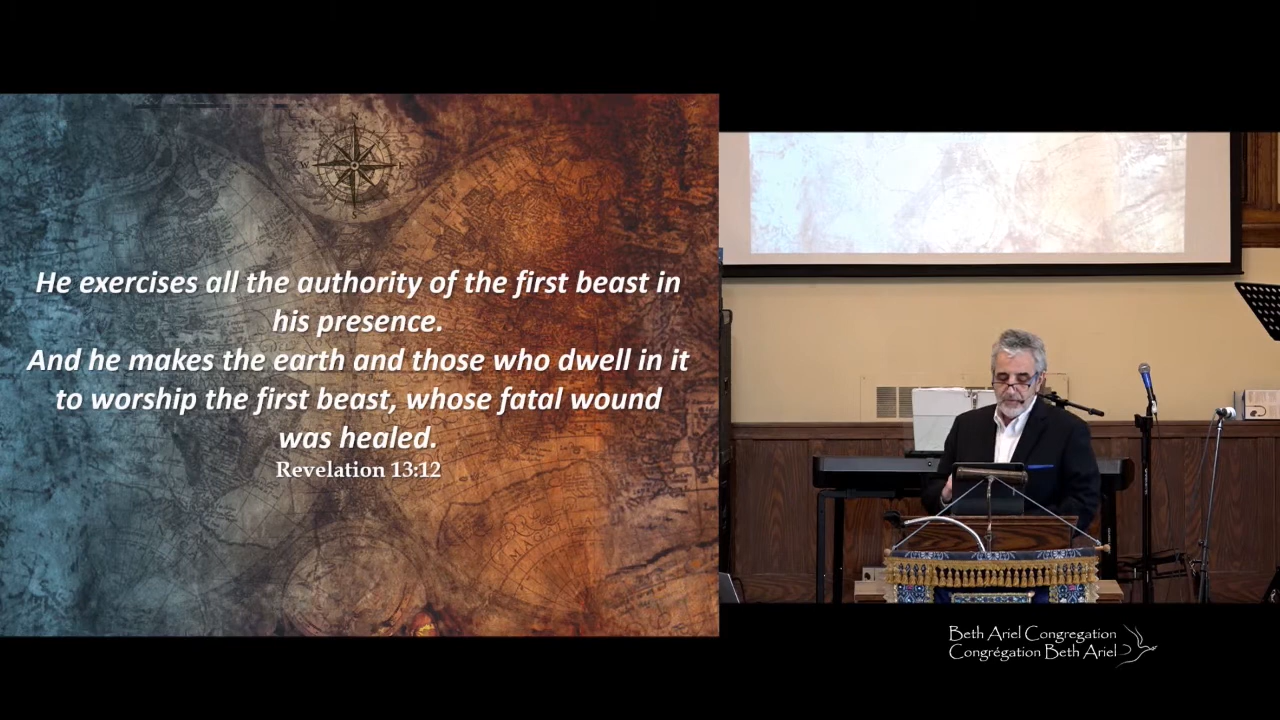 He exercises all the authority of the first beast in
his presence.
And he makes the earth and those who dwell in it
to worship the first beast, whose fatal wound
was healed.
Revelation 13:12
Beth Ariel Congregation
Congrégation Beth Ariel